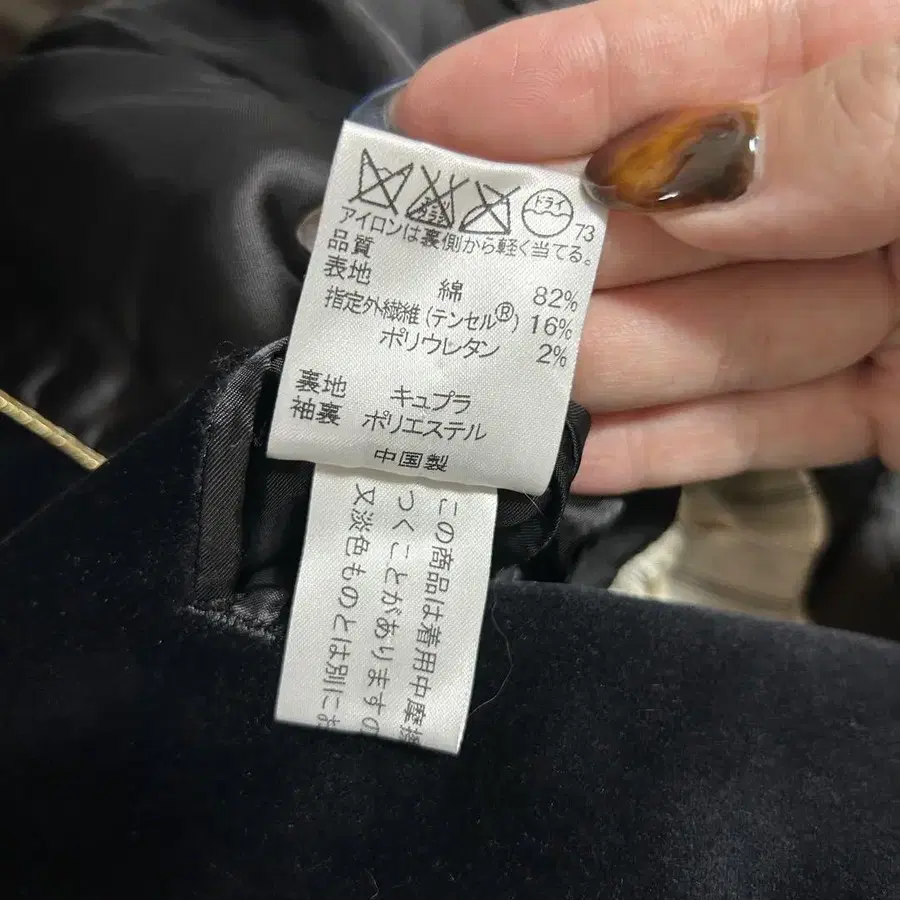 ドライ
73
アイロンは裏側から軽く当てる。
品質
表地
綿 82%
指定外繊維(テンセル®) 16%
ポリウレタン 2%
裏地 キュプラ
袖裏 ポリエステル
中国製
この商品は着用中摩擦
つくことがありますの
又淡色ものとは別にお